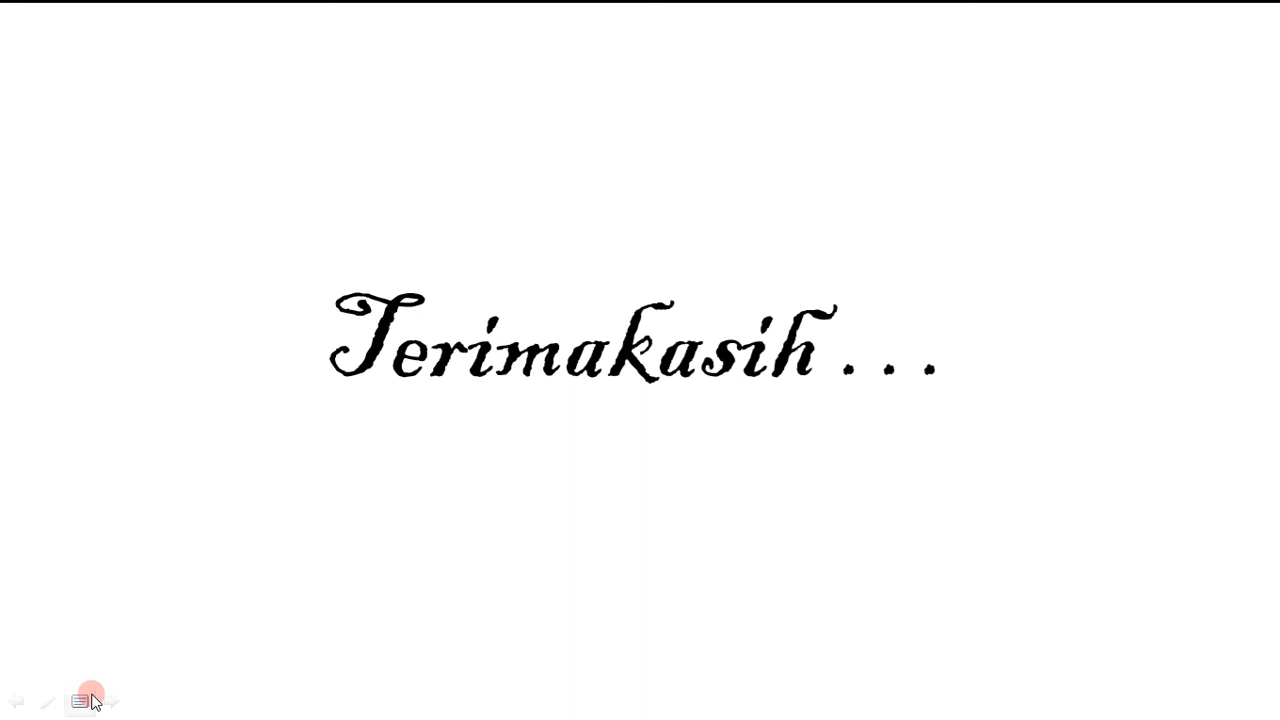 Terimakasih . . .